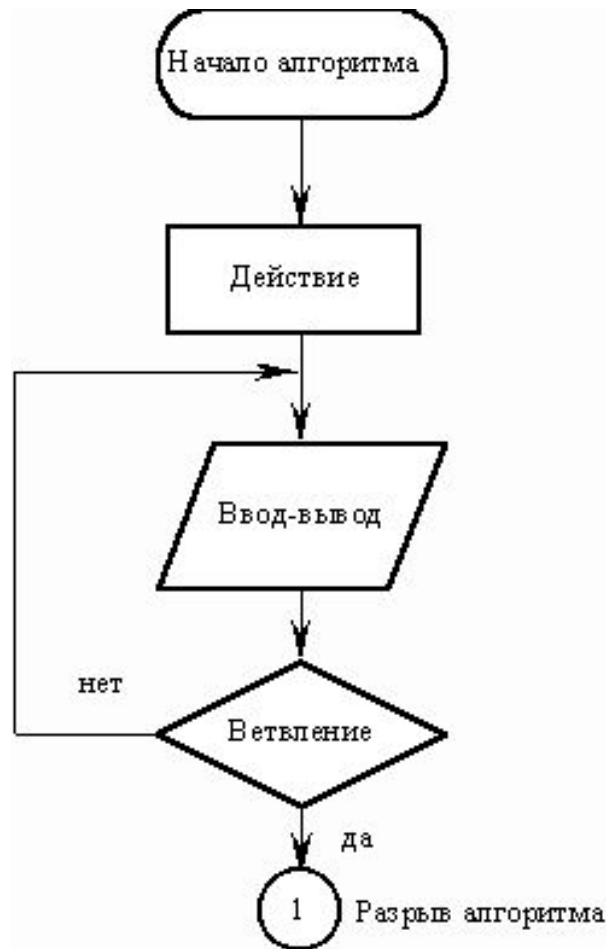 Начало алгоритма
Действие
Ввод-вывод
нет
Ветвление
да
1
Разрыв алгоритма